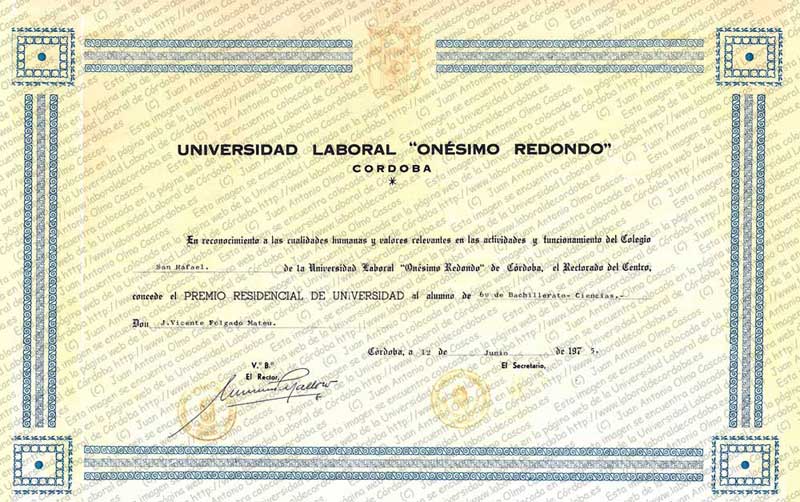 UNIVERSIDAD LABORAL "ONÉSIMO REDONDO"
CORDOBA
*
En reconocimiento a las cualidades humanas y valores relevantes en las actividades y funcionamiento del Colegio
San Rafael. de la Universidad Laboral "Onésimo Redondo" de Córdoba, el Rectorado del Centro,
concede el PREMIO RESIDENCIAL DE UNIVERSIDAD al alumno de 6º de Bachillerato- Ciencias.-
Don J.Vicente Folgado Mateu.
Córdoba, a 12 de Junio de 1975.
V.º B.º
El Rector,
El Secretario,